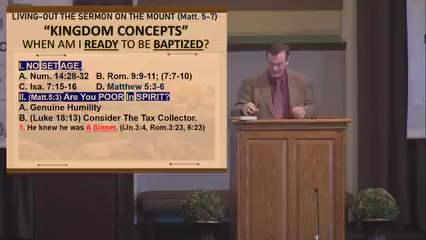 LIVING-OUT THE SERMON ON THE MOUNT (Matt. 5-7)
"KINGDOM CONCEPTS"
WHEN AM I READY TO BE BAPTIZED?
I. NO SET AGE.
A. Num. 14:28-32 B. Rom. 9:9-11; (7:7-10)
C. Isa. 7:15-16 D. Matthew 5:3-6
II. (Matt.5:3) Are You POOR In SPIRIT?
A. Genuine Humility
B. (Luke 18:13) Consider The Tax Collector.
1. He knew he was A Sinner. (IJn.3:4, Rom.3:23, 6:23)